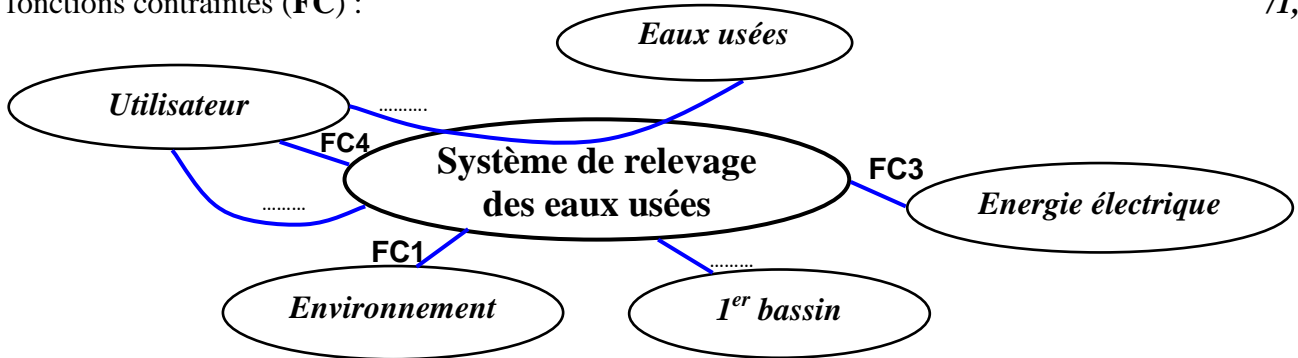 fonctions contraintes (FC) : /1,
Eaux usées
Utilisateur
..........
FC4
Système de relevage
des eaux usées
FC3
Energie électrique
.........
FC1
.........
Environnement
1er bassin